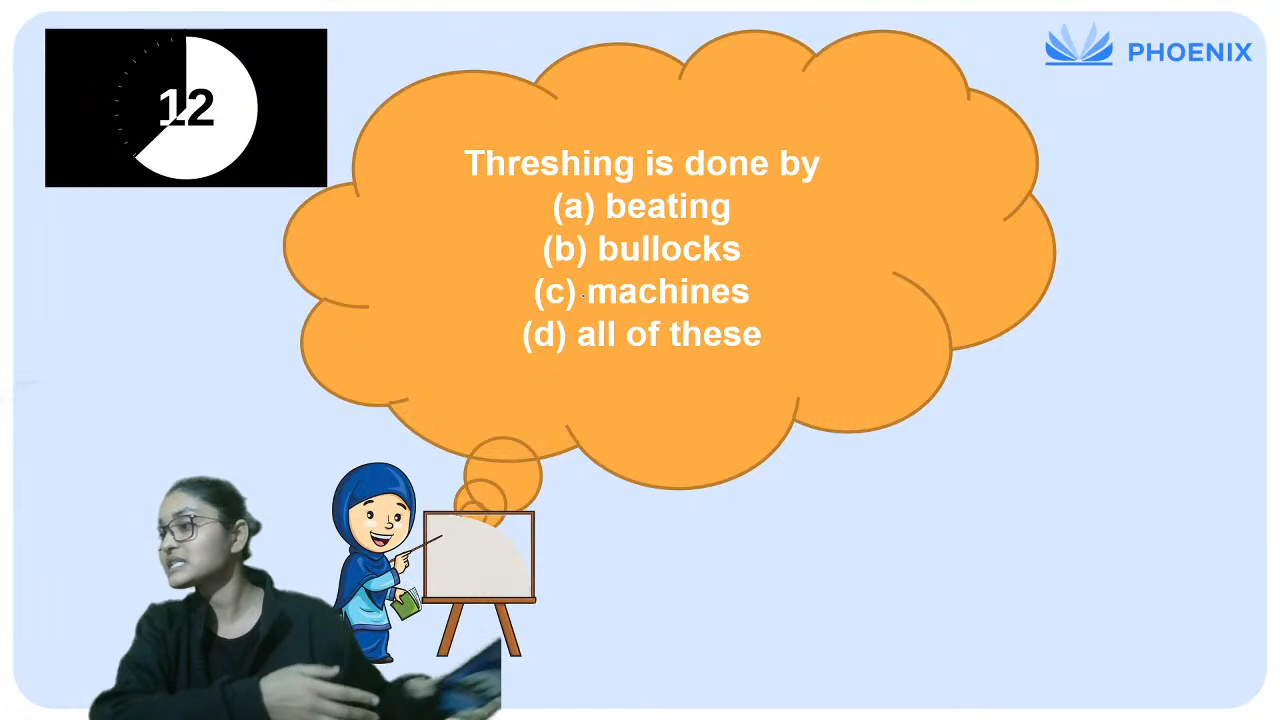 12
PHOENIX
Threshing is done by
(a) beating
(b) bullocks
(c) machines
(d) all of these